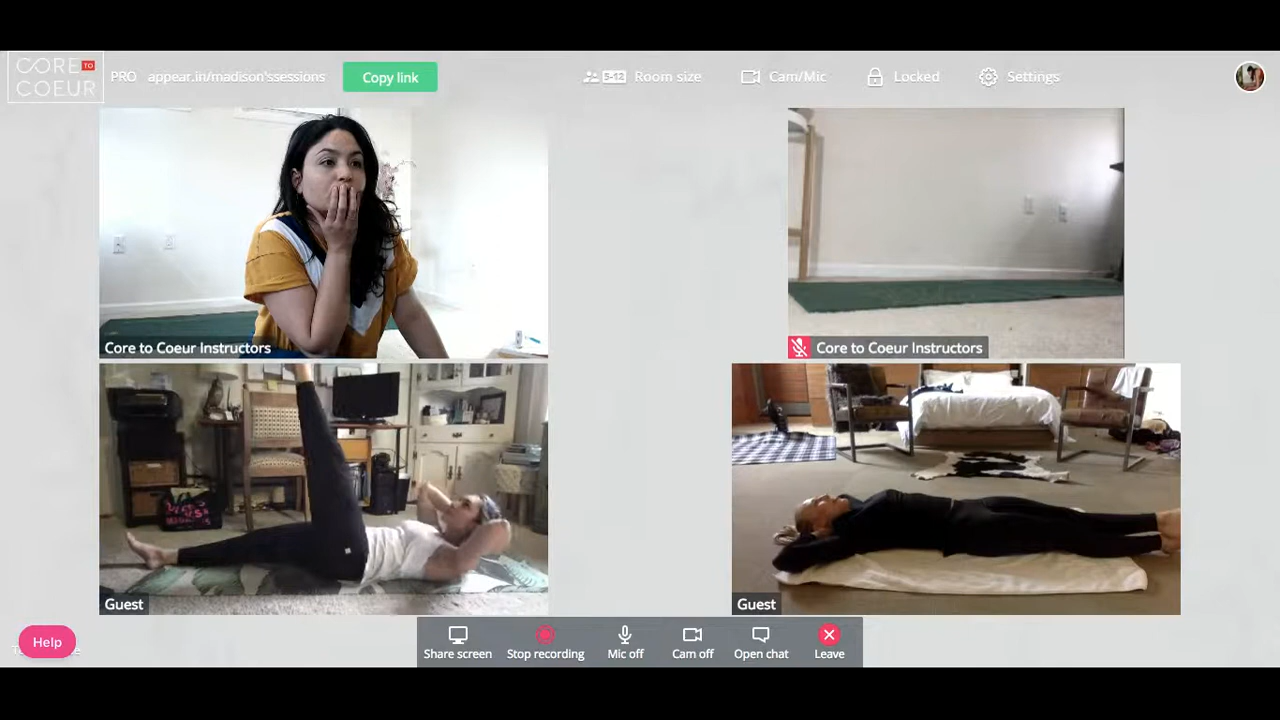 CORE TO
COEUR
PRO appear.in/madison'ssessions Copy link 5-12 Room size Cam/Mic Locked Settings
Core to Coeur Instructors
Core to Coeur Instructors
Guest
Guest
Help
Share screen Stop recording Mic off Cam off Open chat Leave